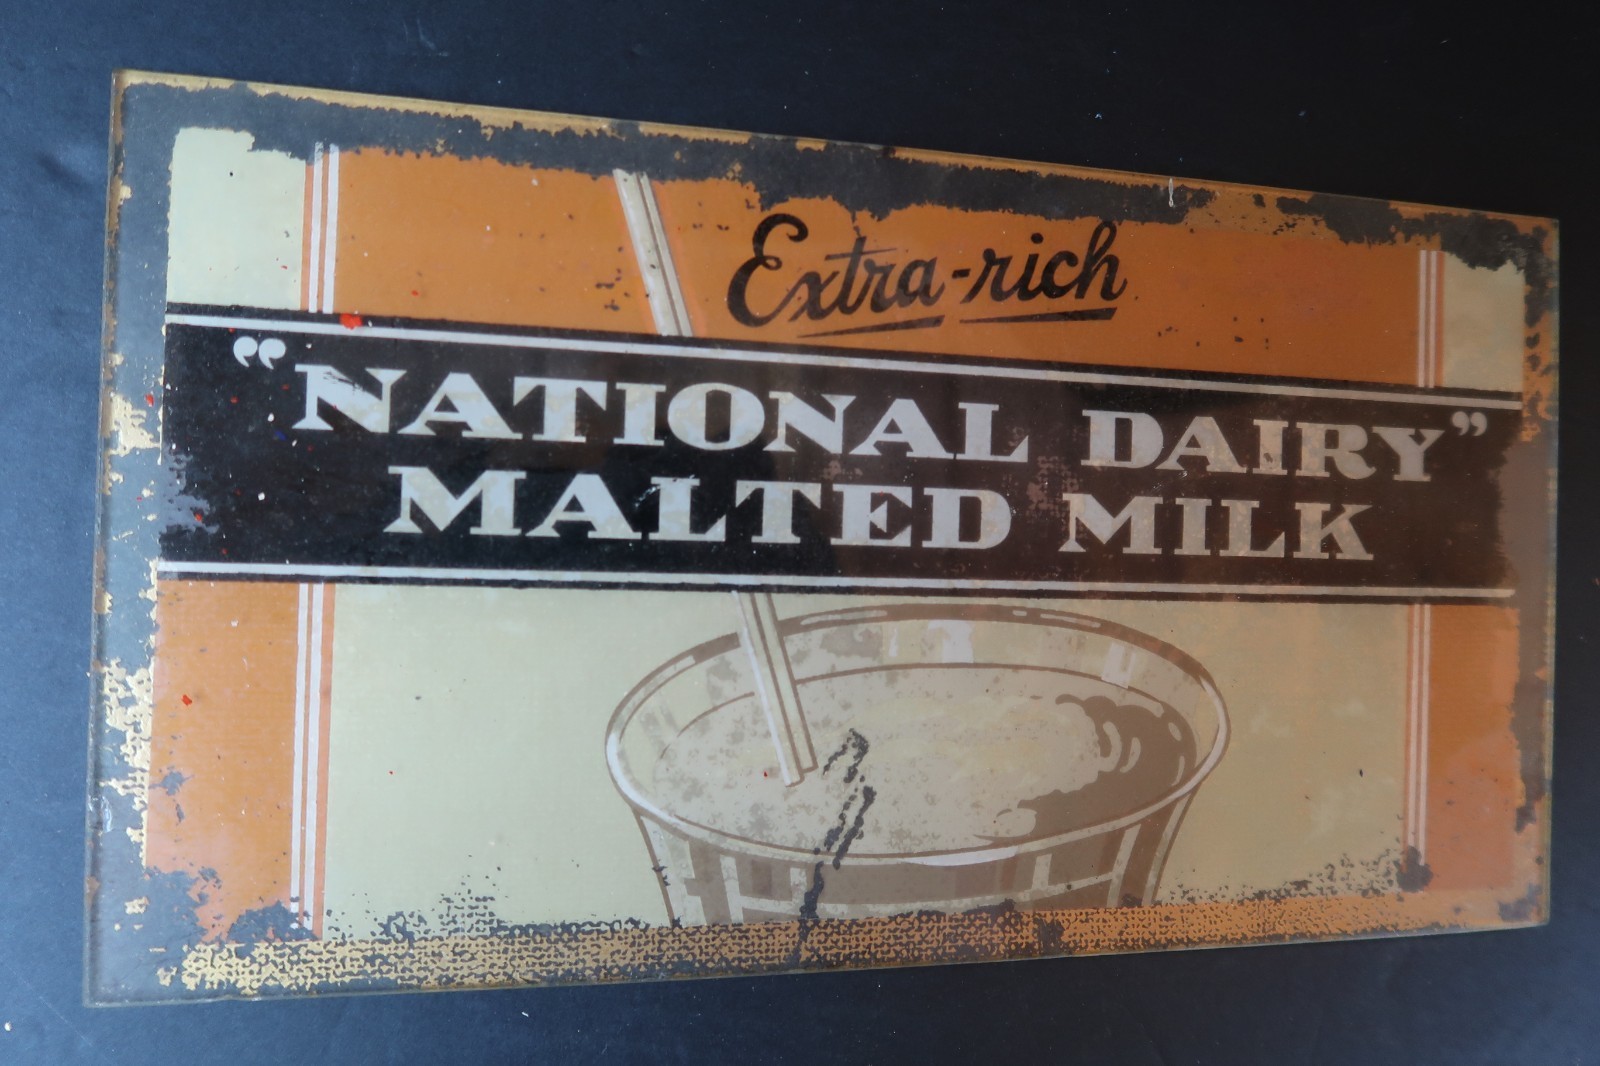 Extra-rich
"NATIONAL DAIRY"
MALTED MILK